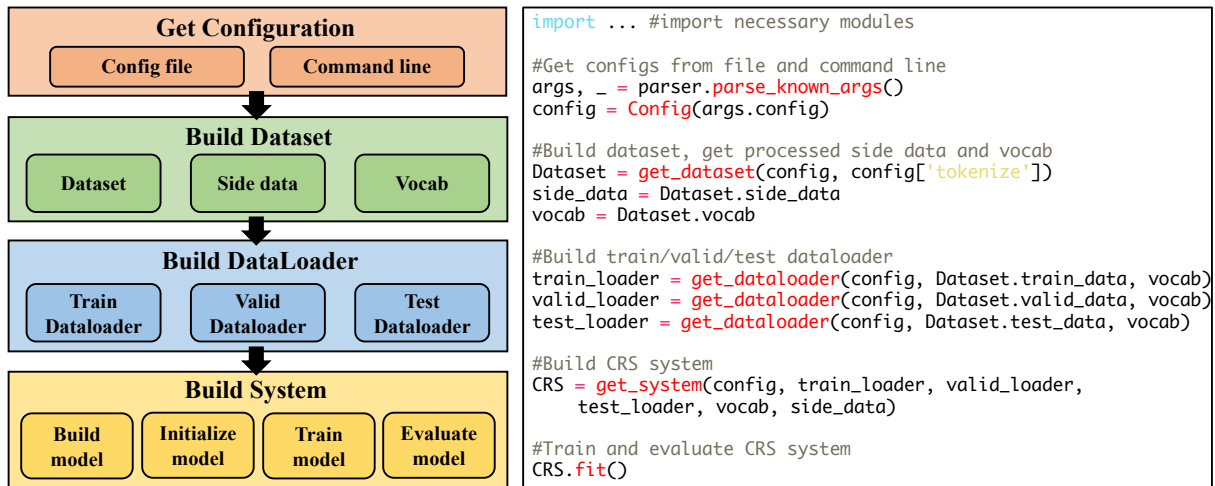 Get Configuration
Config file
Command line
Build Dataset
Dataset
Side data
Vocab
Build DataLoader
Train
Dataloader
Valid
Dataloader
Test
Dataloader
Build System
Build
model
Initialize
model
Train
model
Evaluate
model
import ... #import necessary modules
#Get configs from file and command line
args, _ = parser.parse_known_args()
config = Config(args.config)
#Build dataset, get processed side data and vocab
Dataset = get_dataset(config, config['tokenize'])
side_data = Dataset.side_data
vocab = Dataset.vocab
#Build train/valid/test dataloader
train_loader = get_dataloader(config, Dataset.train_data, vocab)
valid_loader = get_dataloader(config, Dataset.valid_data, vocab)
test_loader = get_dataloader(config, Dataset.test_data, vocab)
#Build CRS system
CRS = get_system(config, train_loader, valid_loader,
test_loader, vocab, side_data)
#Train and evaluate CRS system
CRS.fit()